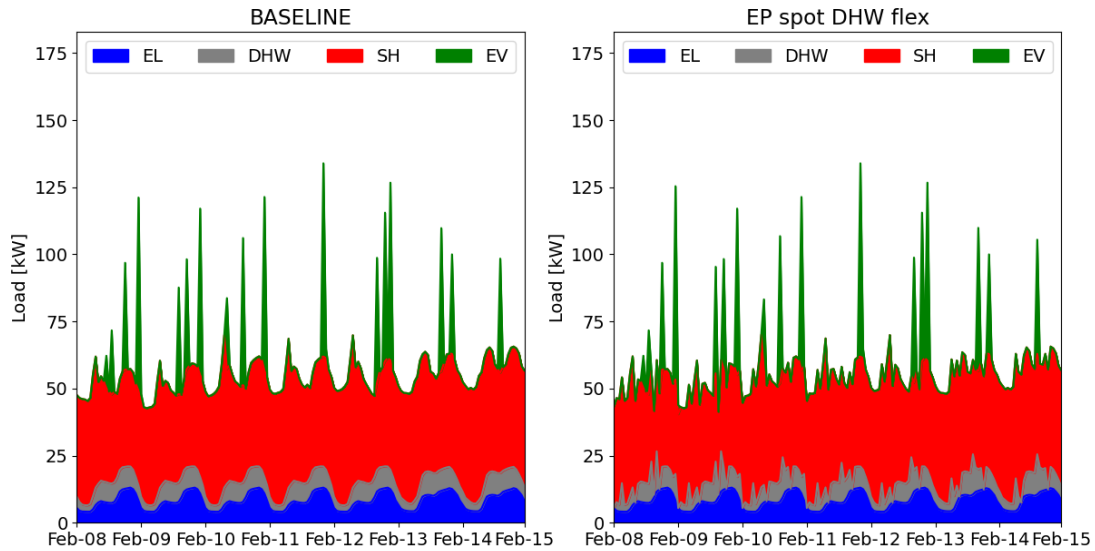 BASELINE
EL DHW SH EV
Load [kW]
175
150
125
100
75
50
25
0
Feb-08 Feb-09 Feb-10 Feb-11 Feb-12 Feb-13 Feb-14 Feb-15
EP spot DHW flex
EL DHW SH EV
Load [kW]
175
150
125
100
75
50
25
0
Feb-08 Feb-09 Feb-10 Feb-11 Feb-12 Feb-13 Feb-14 Feb-15